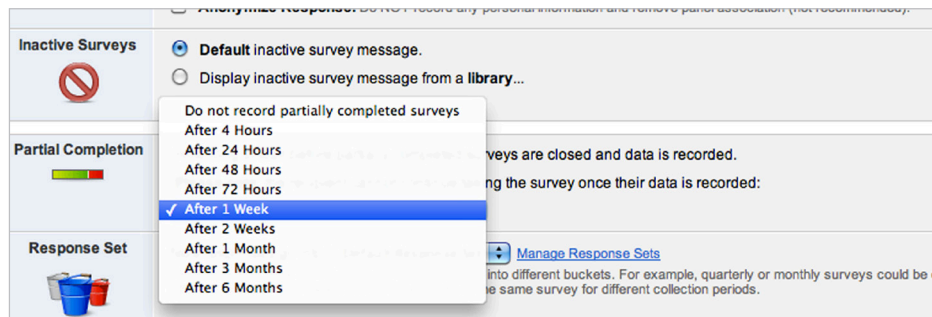 Anonymize Response. Do NOT record any personal information and remove panel association (not recommended).
Inactive Surveys
Default inactive survey message.
Display inactive survey message from a library...
Do not record partially completed surveys
After 4 Hours
After 24 Hours
After 48 Hours
After 72 Hours
✓ After 1 Week
After 2 Weeks
After 1 Month
After 3 Months
After 6 Months
Partial Completion
veys are closed and data is recorded.
ng the survey once their data is recorded:
Response Set
Manage Response Sets
into different buckets. For example, quarterly or monthly surveys could be
e same survey for different collection periods.